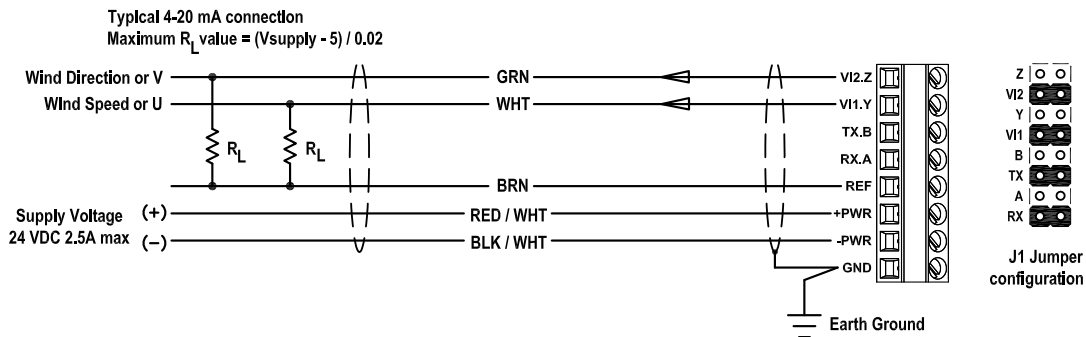 Typical 4-20 mA connection
Maximum RL value = (Vsupply - 5) / 0.02
Wind Direction or V
GRN
VI2.Z
Wind Speed or U
WHT
VI1.Y
TX.B
RX.A
RL
RL
BRN
REF
Supply Voltage
24 VDC 2.5A max
(+)
RED / WHT
+PWR
(−)
BLK / WHT
-PWR
GND
Earth Ground
Z
VI2
Y
VI1
B
TX
A
RX
J1 Jumper
configuration